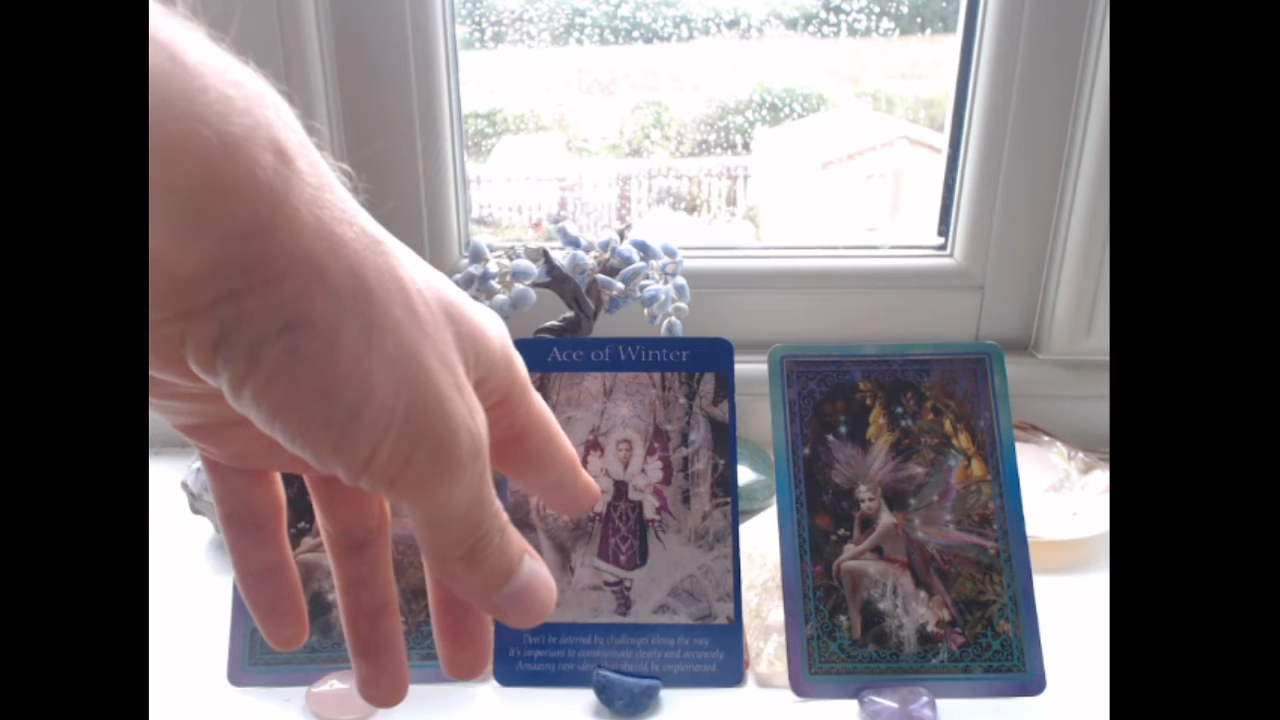 Ace of Winter
Don't be deterred by challenges along the way
It's important to communicate clearly and accurately
Amazing new ideas that should be implemented.